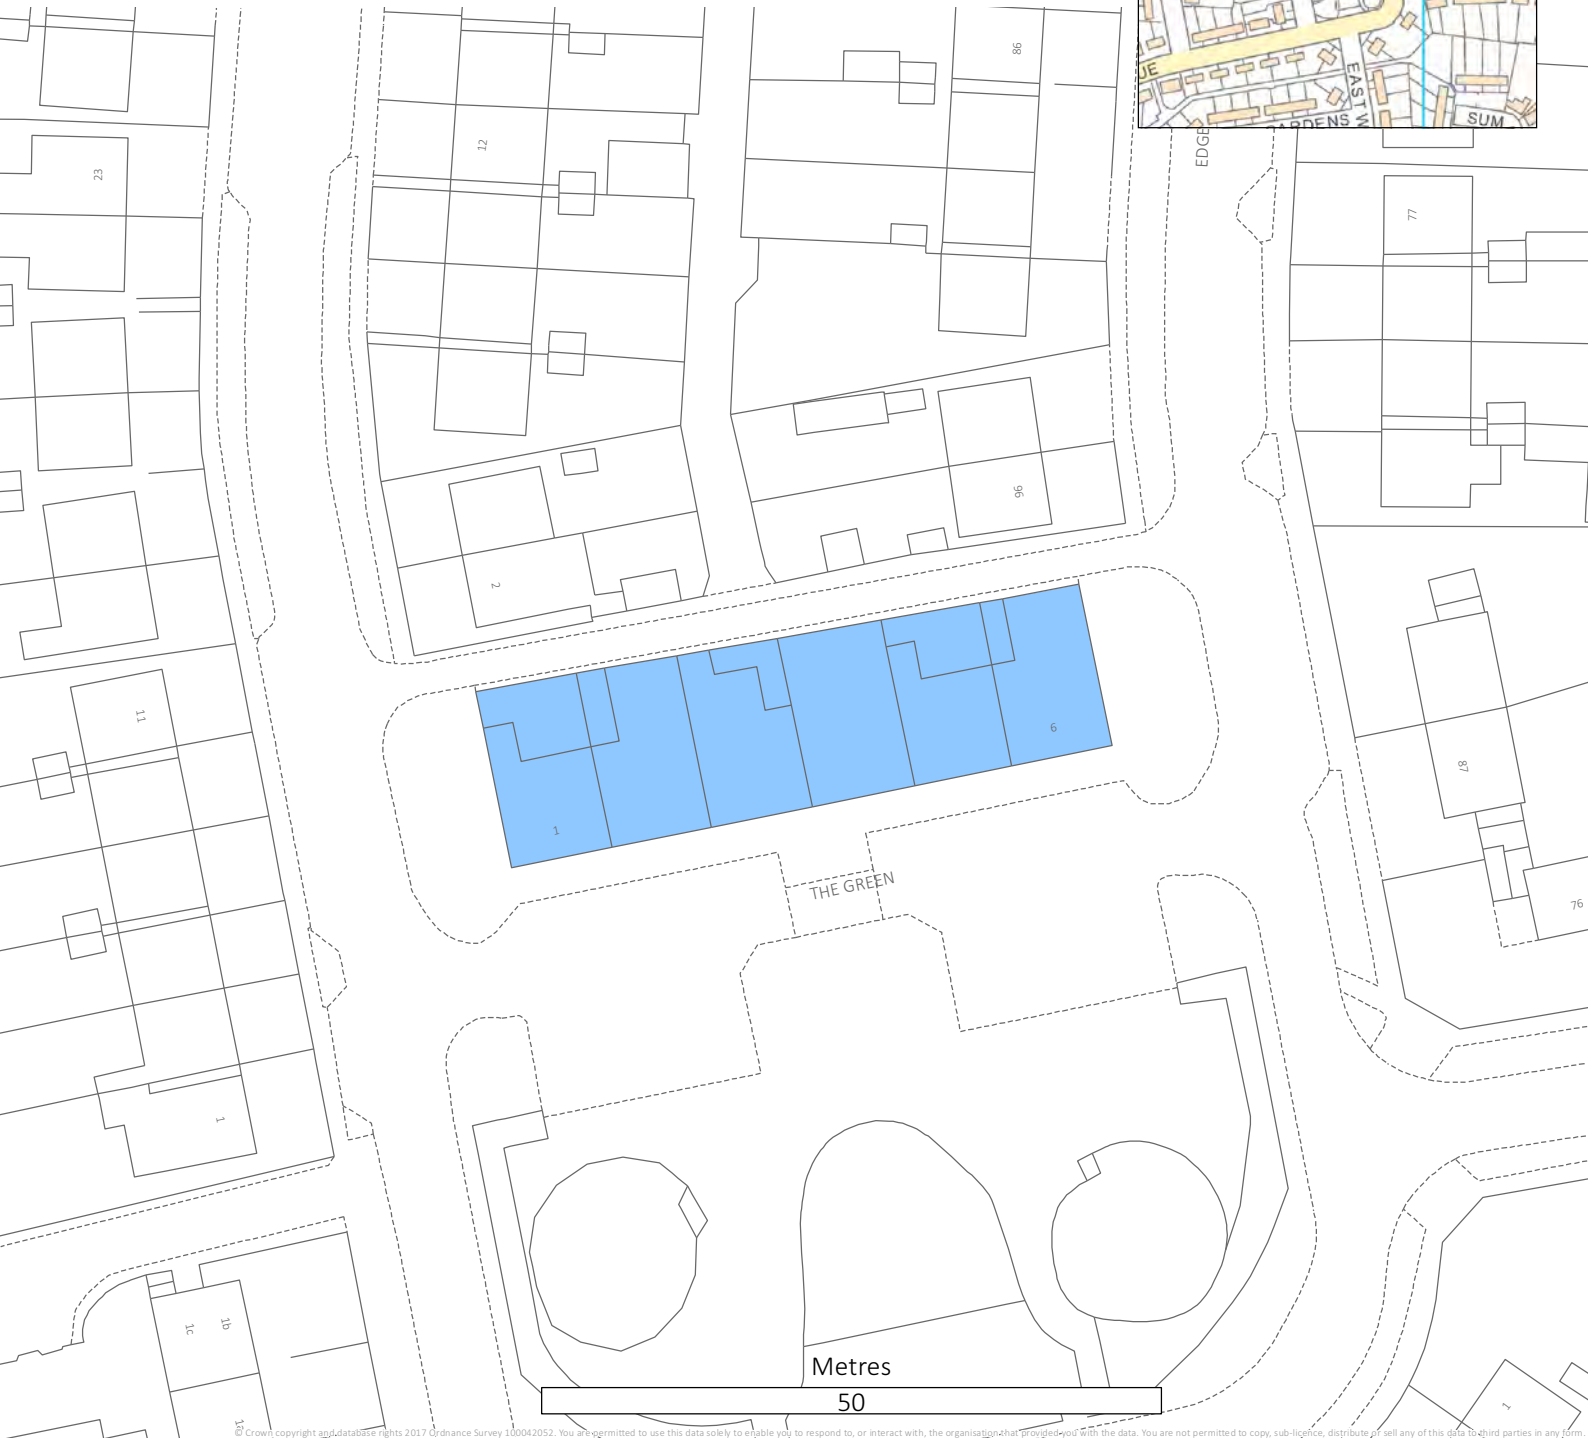 UE
EAST W
GARDENS
SUM
EDGE
98
12
23
77
96
2
11
6
87
1
THE GREEN
76
1
1c
1b
1a
1
Metres
50
© Crown copyright and database rights 2017 Ordnance Survey 100042052. You are permitted to use this data solely to enable you to respond to, or interact with, the organisation that provided you with the data. You are not permitted to copy, sub-licence, distribute or sell any of this data to third parties in any form.